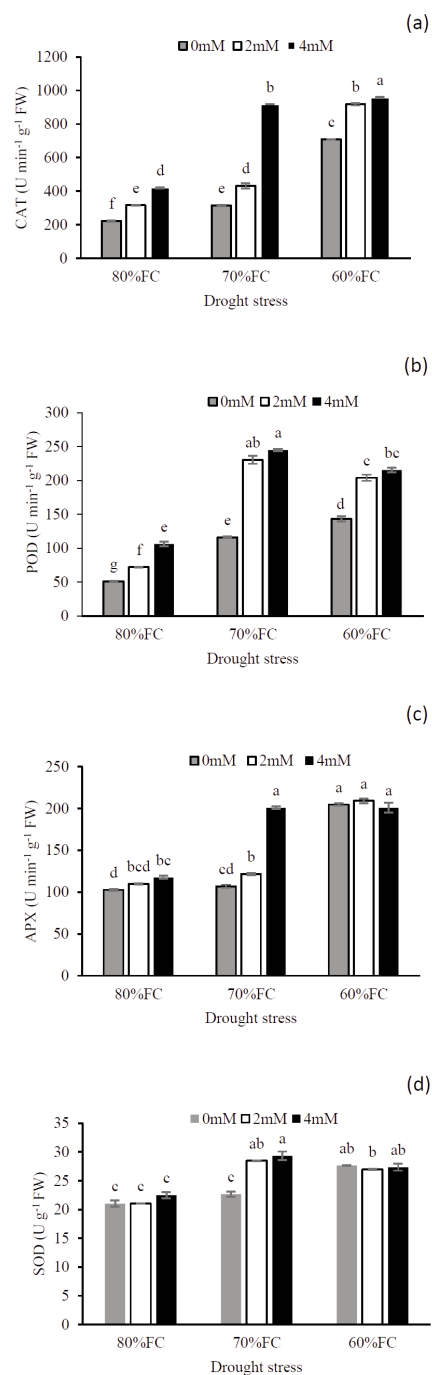 (a)
0mM 2mM 4mM
1200
1000
800
600
400
200
0
CAT (U min-1 g-1 FW)
f e d
e d b
c b a
80%FC 70%FC 60%FC
Droght stress
(b)
0mM 2mM 4mM
300
250
200
150
100
50
0
POD (U min-1 g-1 FW)
g f e
e ab a
d c bc
80%FC 70%FC 60%FC
Drought stress
(c)
0mM 2mM 4mM
250
200
150
100
50
0
APX (U min-1 g-1 FW)
d bcd bc
cd b a
a a a
80%FC 70%FC 60%FC
Drought stress
(d)
0mM 2mM 4mM
35
30
25
20
15
10
5
0
SOD (U g-1 FW)
c c c
c ab a
ab b ab
80%FC 70%FC 60%FC
Drought stress